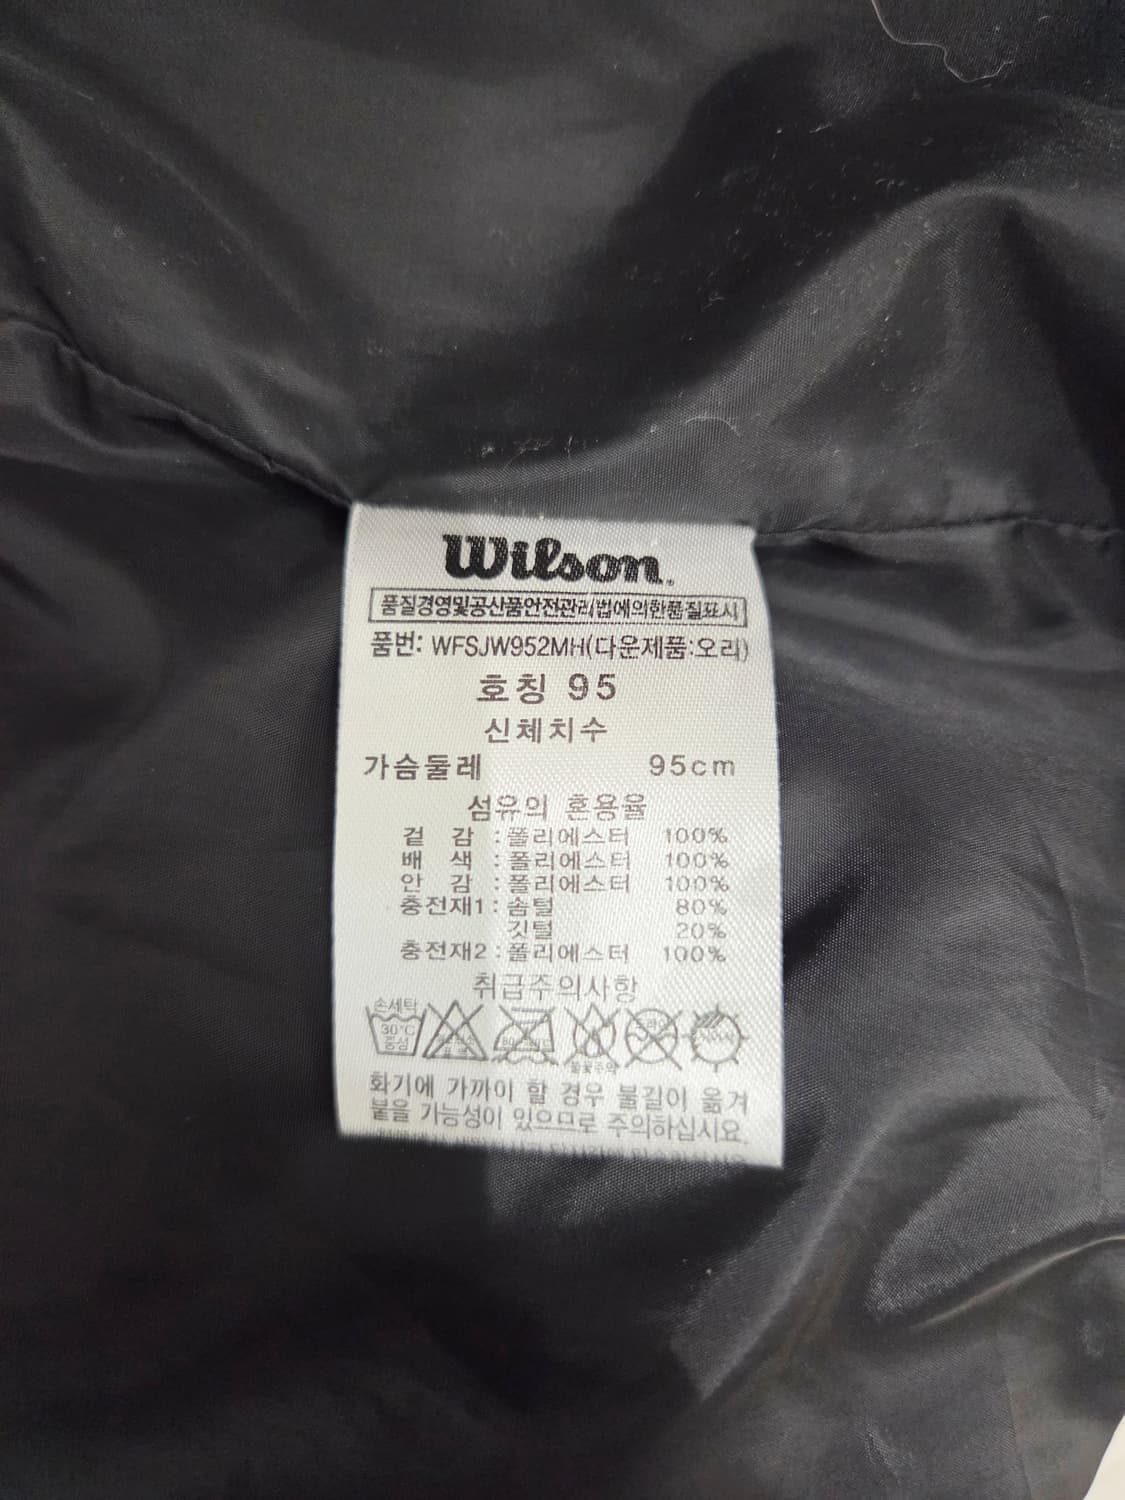 Wilson.
품질경영및공산품안전관리법에의한품질표시
품번: WFSJW952MH(다운제품:오리)
호칭 95
신체치수
가슴둘레 95cm
섬유의 혼용율
겉 감 : 폴리에스터 100%
배 색 : 폴리에스터 100%
안 감 : 폴리에스터 100%
충전재1 : 솜털 80%
깃털 20%
충전재2 : 폴리에스터 100%
취급주의사항
손세탁
30°C
중성
불꽃주의
화기에 가까이 할 경우 불길이 옮겨
붙을 가능성이 있으므로 주의하십시요.